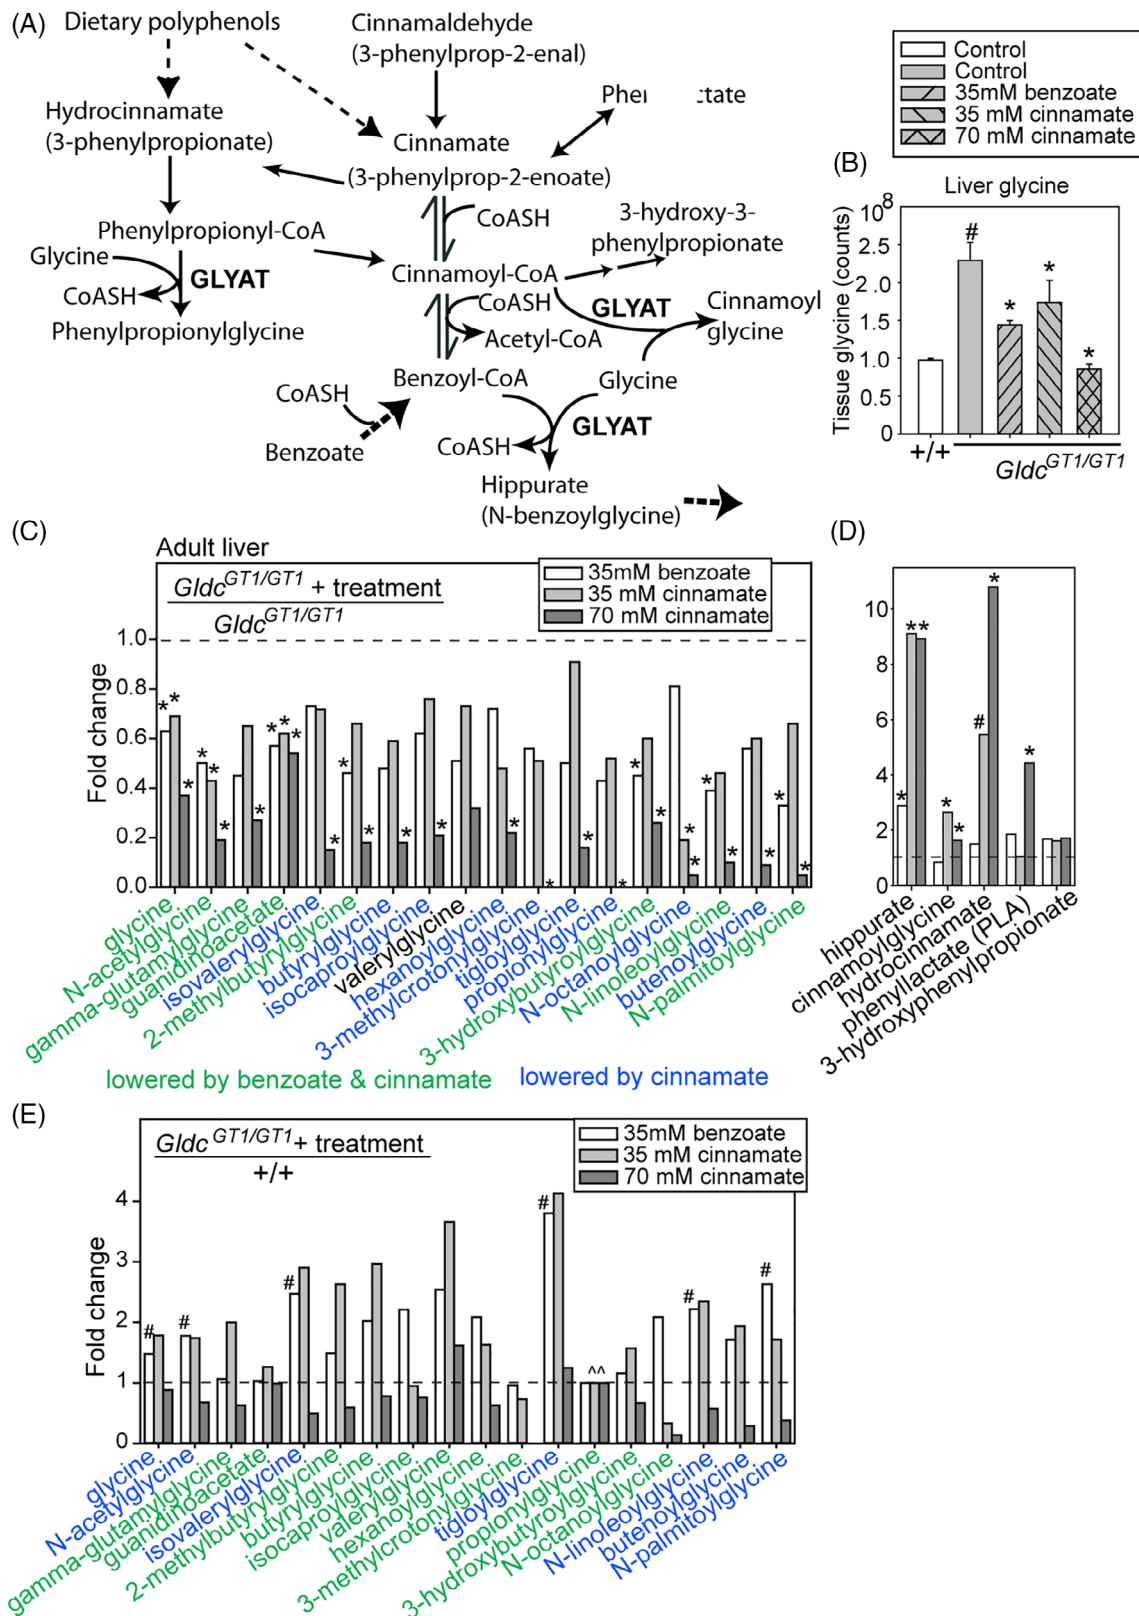 (A)
Dietary polyphenols
Cinnamaldehyde
(3-phenylprop-2-enal)
Hydrocinnamate
(3-phenylpropionate)
Cinnamate
(3-phenylprop-2-enoate)
CoASH
3-hydroxy-3-
phenylpropionate
Phenylpropionyl-CoA
Glycine
GLYAT
CoASH
Phenylpropionylglycine
Cinnamoyl-CoA
CoASH
GLYAT
Cinnamoyl
glycine
Acetyl-CoA
Benzoyl-CoA
Glycine
CoASH
Benzoate
GLYAT
CoASH
Hippurate
(N-benzoylglycine)
Control
Control
35mM benzoate
35 mM cinnamate
70 mM cinnamate
(B)
Liver glycine
10^8
Tissue glycine (counts)
2.5
2.0
1.5
1.0
0.5
0
#
*
*
*
+/+
Gldc^GT1/GT1
(C)
Adult liver
Gldc^GT1/GT1 + treatment
Gldc^GT1/GT1
35mM benzoate
35 mM cinnamate
70 mM cinnamate
Fold change
1.0
0.8
0.6
0.4
0.2
0.0
glycine
N-acetylglycine
gamma-glutamylglycine
guanidinoacetate
isovalerylglycine
2-methylbutyrylglycine
butyrylglycine
isocaproylglycine
valerylglycine
hexanoylglycine
3-methylcrotonylglycine
tigloylglycine
propionylglycine
3-hydroxybutyroylglycine
N-octanoylglycine
N-linoleoylglycine
butenoylglycine
N-palmitoylglycine
lowered by benzoate & cinnamate
lowered by cinnamate
(D)
10
8
6
4
2
0
hippurate
cinnamoylglycine
hydrocinnamate
phenyllactate (PLA)
3-hydroxyphenylpropionate
(E)
Gldc^GT1/GT1+ treatment
+/+
35mM benzoate
35 mM cinnamate
70 mM cinnamate
Fold change
4
3
2
1
0
glycine
N-acetylglycine
gamma-glutamylglycine
guanidinoacetate
isovalerylglycine
2-methylbutyrylglycine
butyrylglycine
isocaproylglycine
valerylglycine
hexanoylglycine
3-methylcrotonylglycine
tigloylglycine
propionylglycine
3-hydroxybutyroylglycine
N-octanoylglycine
N-linoleoylglycine
butenoylglycine
N-palmitoylglycine